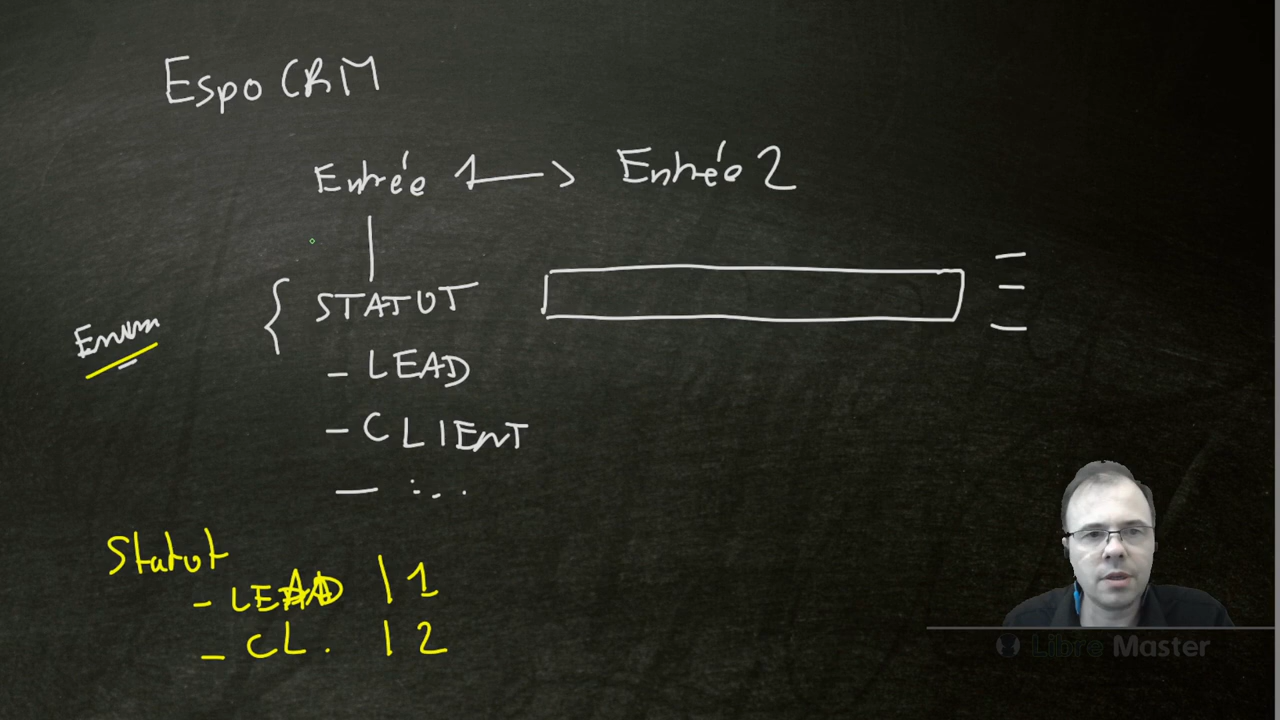 Espo CRM
Entrée 1 → Entrée 2
STATUT
Enum
- LEAD
- CLIENT
- ...
Statut
- LEAD | 1
- CL. | 2
Libre Master